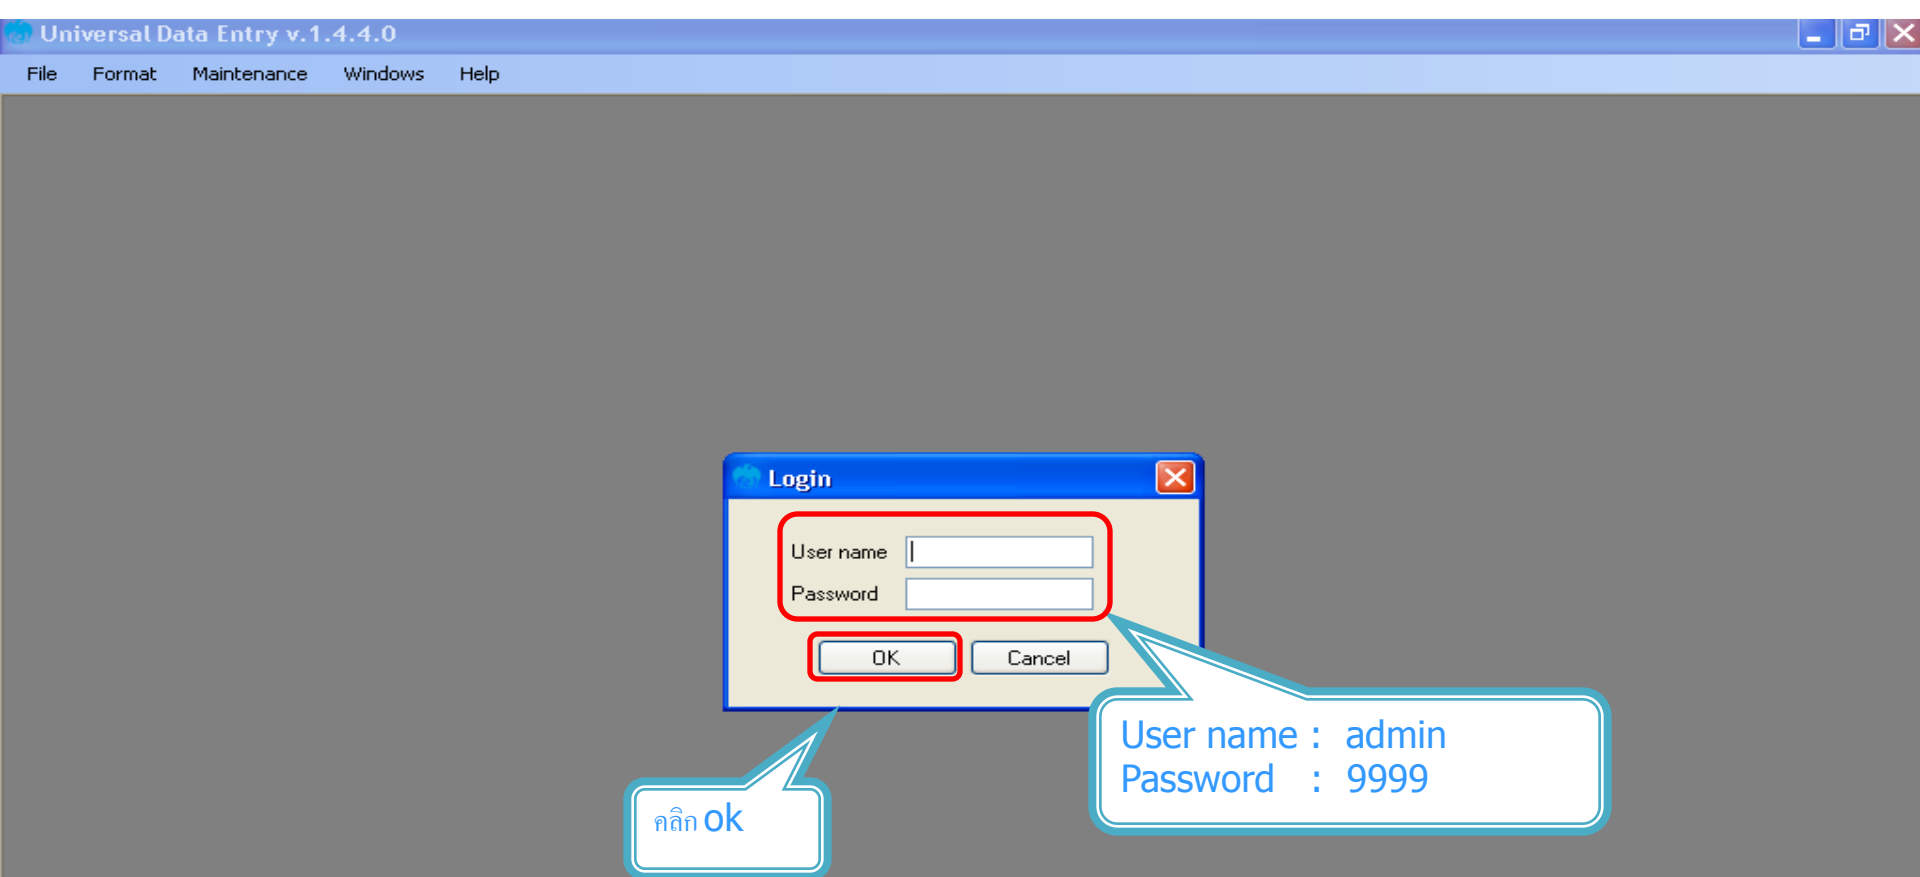 Universal Data Entry v.1.4.4.0
File Format Maintenance Windows Help
Login
User name
Password
OK Cancel
User name : admin
Password : 9999
คลิก ok